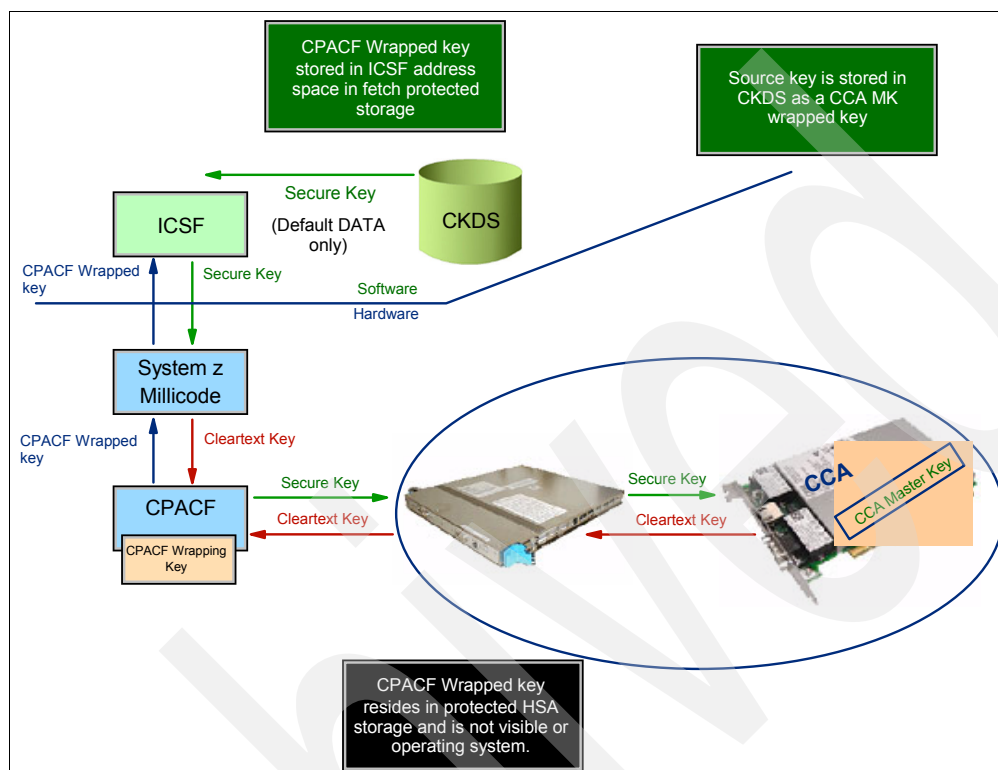 CPACF Wrapped key
stored in ICSF address
space in fetch protected
storage
Source key is stored in
CKDS as a CCA MK
wrapped key
Secure Key
(Default DATA
only)
CKDS
ICSF
CPACF Wrapped
key
Secure Key
Software
Hardware
System z
Millicode
CPACF Wrapped
key
Cleartext Key
CPACF
CPACF Wrapping
Key
Secure Key
Cleartext Key
Secure Key
Cleartext Key
CCA
CCA Master Key
CPACF Wrapped key
resides in protected HSA
storage and is not visible or
operating system.